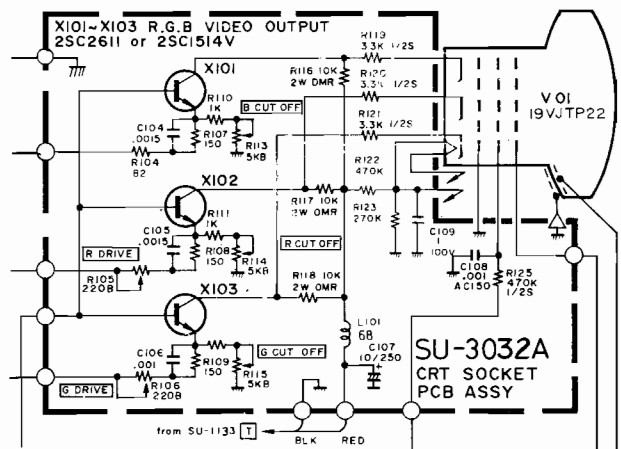 X101~X103 R.G.B VIDEO OUTPUT
2SC2611 or 2SC1514V
X101
R110
1K
B CUT OFF
C104
.0015
R107
150
R113
5KB
R104
82
X102
R111
1K
C105
.0015
R DRIVE
R108
150
R114
5KB
R105
220B
X103
C106
.001
R109
150
G CUT OFF
R115
5KB
G DRIVE
R106
220B
R116 10K
2W OMR
R117 10K
2W OMR
R CUT OFF
R118 10K
2W OMR
R119
3.3K 1/2S
R120
3.3K 1/2S
R121
3.3K 1/2S
R122
470K
R123
270K
C109
1
100V
C108
.001
AC150
R125
470K
1/2S
V01
19VJTP22
L101
68
C107
10/250
+
SU-3032A
CRT SOCKET
PCB ASSY
from SU-1133 T
BLK
RED